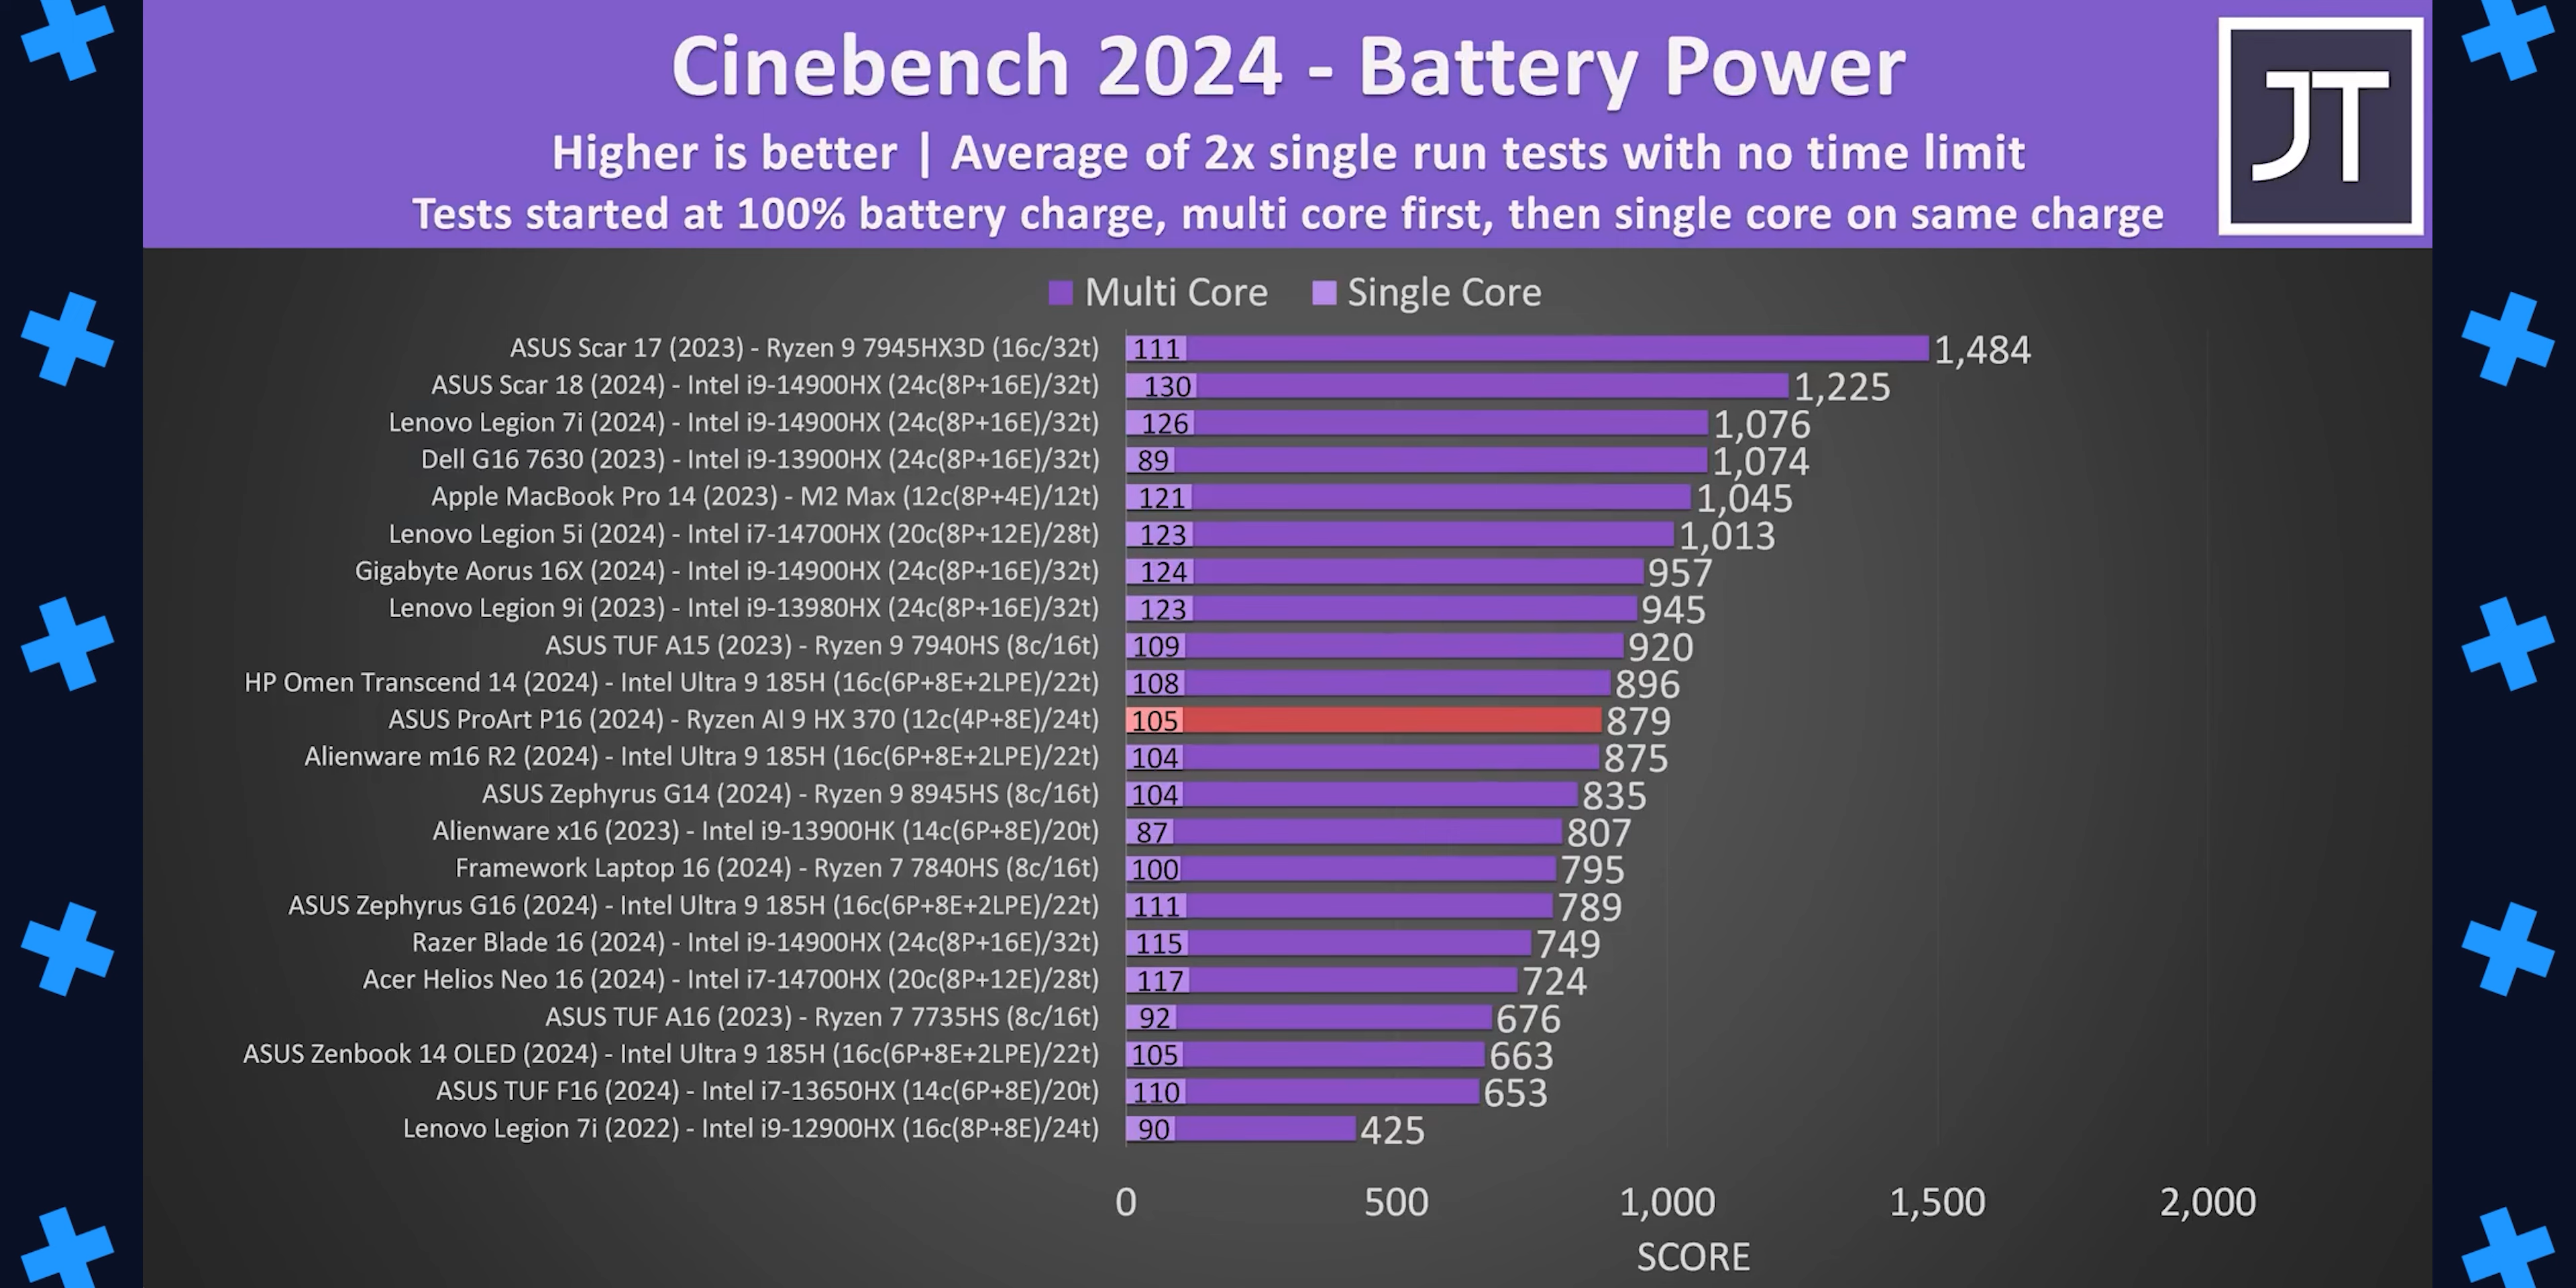 Cinebench 2024 - Battery Power
Higher is better | Average of 2x single run tests with no time limit
Tests started at 100% battery charge, multi core first, then single core on same charge
JT
Multi Core Single Core
ASUS Scar 17 (2023) - Ryzen 9 7945HX3D (16c/32t) 111 1,484
ASUS Scar 18 (2024) - Intel i9-14900HX (24c(8P+16E)/32t) 130 1,225
Lenovo Legion 7i (2024) - Intel i9-14900HX (24c(8P+16E)/32t) 126 1,076
Dell G16 7630 (2023) - Intel i9-13900HX (24c(8P+16E)/32t) 89 1,074
Apple MacBook Pro 14 (2023) - M2 Max (12c(8P+4E)/12t) 121 1,045
Lenovo Legion 5i (2024) - Intel i7-14700HX (20c(8P+12E)/28t) 123 1,013
Gigabyte Aorus 16X (2024) - Intel i9-14900HX (24c(8P+16E)/32t) 124 957
Lenovo Legion 9i (2023) - Intel i9-13980HX (24c(8P+16E)/32t) 123 945
ASUS TUF A15 (2023) - Ryzen 9 7940HS (8c/16t) 109 920
HP Omen Transcend 14 (2024) - Intel Ultra 9 185H (16c(6P+8E+2LPE)/22t) 108 896
ASUS ProArt P16 (2024) - Ryzen AI 9 HX 370 (12c(4P+8E)/24t) 105 879
Alienware m16 R2 (2024) - Intel Ultra 9 185H (16c(6P+8E+2LPE)/22t) 104 875
ASUS Zephyrus G14 (2024) - Ryzen 9 8945HS (8c/16t) 104 835
Alienware x16 (2023) - Intel i9-13900HK (14c(6P+8E)/20t) 87 807
Framework Laptop 16 (2024) - Ryzen 7 7840HS (8c/16t) 100 795
ASUS Zephyrus G16 (2024) - Intel Ultra 9 185H (16c(6P+8E+2LPE)/22t) 111 789
Razer Blade 16 (2024) - Intel i9-14900HX (24c(8P+16E)/32t) 115 749
Acer Helios Neo 16 (2024) - Intel i7-14700HX (20c(8P+12E)/28t) 117 724
ASUS TUF A16 (2023) - Ryzen 7 7735HS (8c/16t) 92 676
ASUS Zenbook 14 OLED (2024) - Intel Ultra 9 185H (16c(6P+8E+2LPE)/22t) 105 663
ASUS TUF F16 (2024) - Intel i7-13650HX (14c(6P+8E)/20t) 110 653
Lenovo Legion 7i (2022) - Intel i9-12900HX (16c(8P+8E)/24t) 90 425
0 500 1,000 1,500 2,000
SCORE